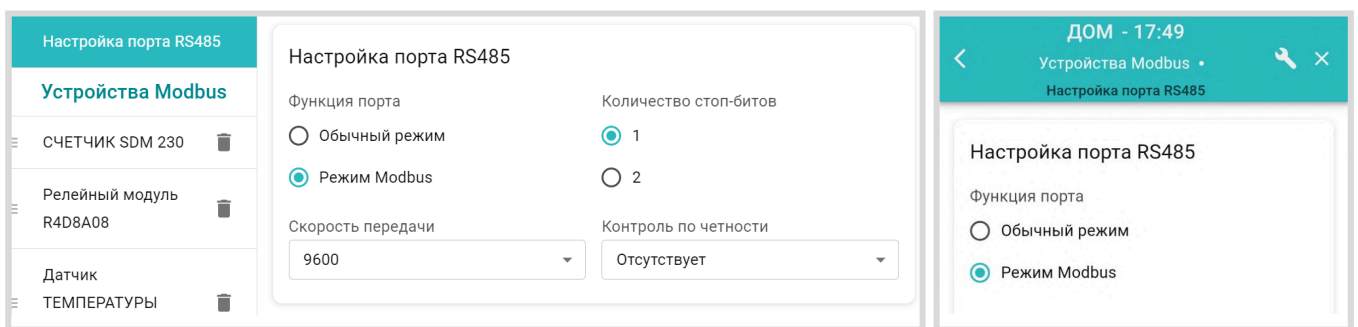 Настройка порта RS485
Устройства Modbus
СЧЕТЧИК SDM 230
Релейный модуль
R4D8A08
Датчик
ТЕМПЕРАТУРЫ
Настройка порта RS485
Функция порта
Обычный режим
Режим Modbus
Количество стоп-битов
1
2
Скорость передачи
9600
Контроль по четности
Отсутствует
ДОМ - 17:49
Устройства Modbus •
Настройка порта RS485
Настройка порта RS485
Функция порта
Обычный режим
Режим Modbus